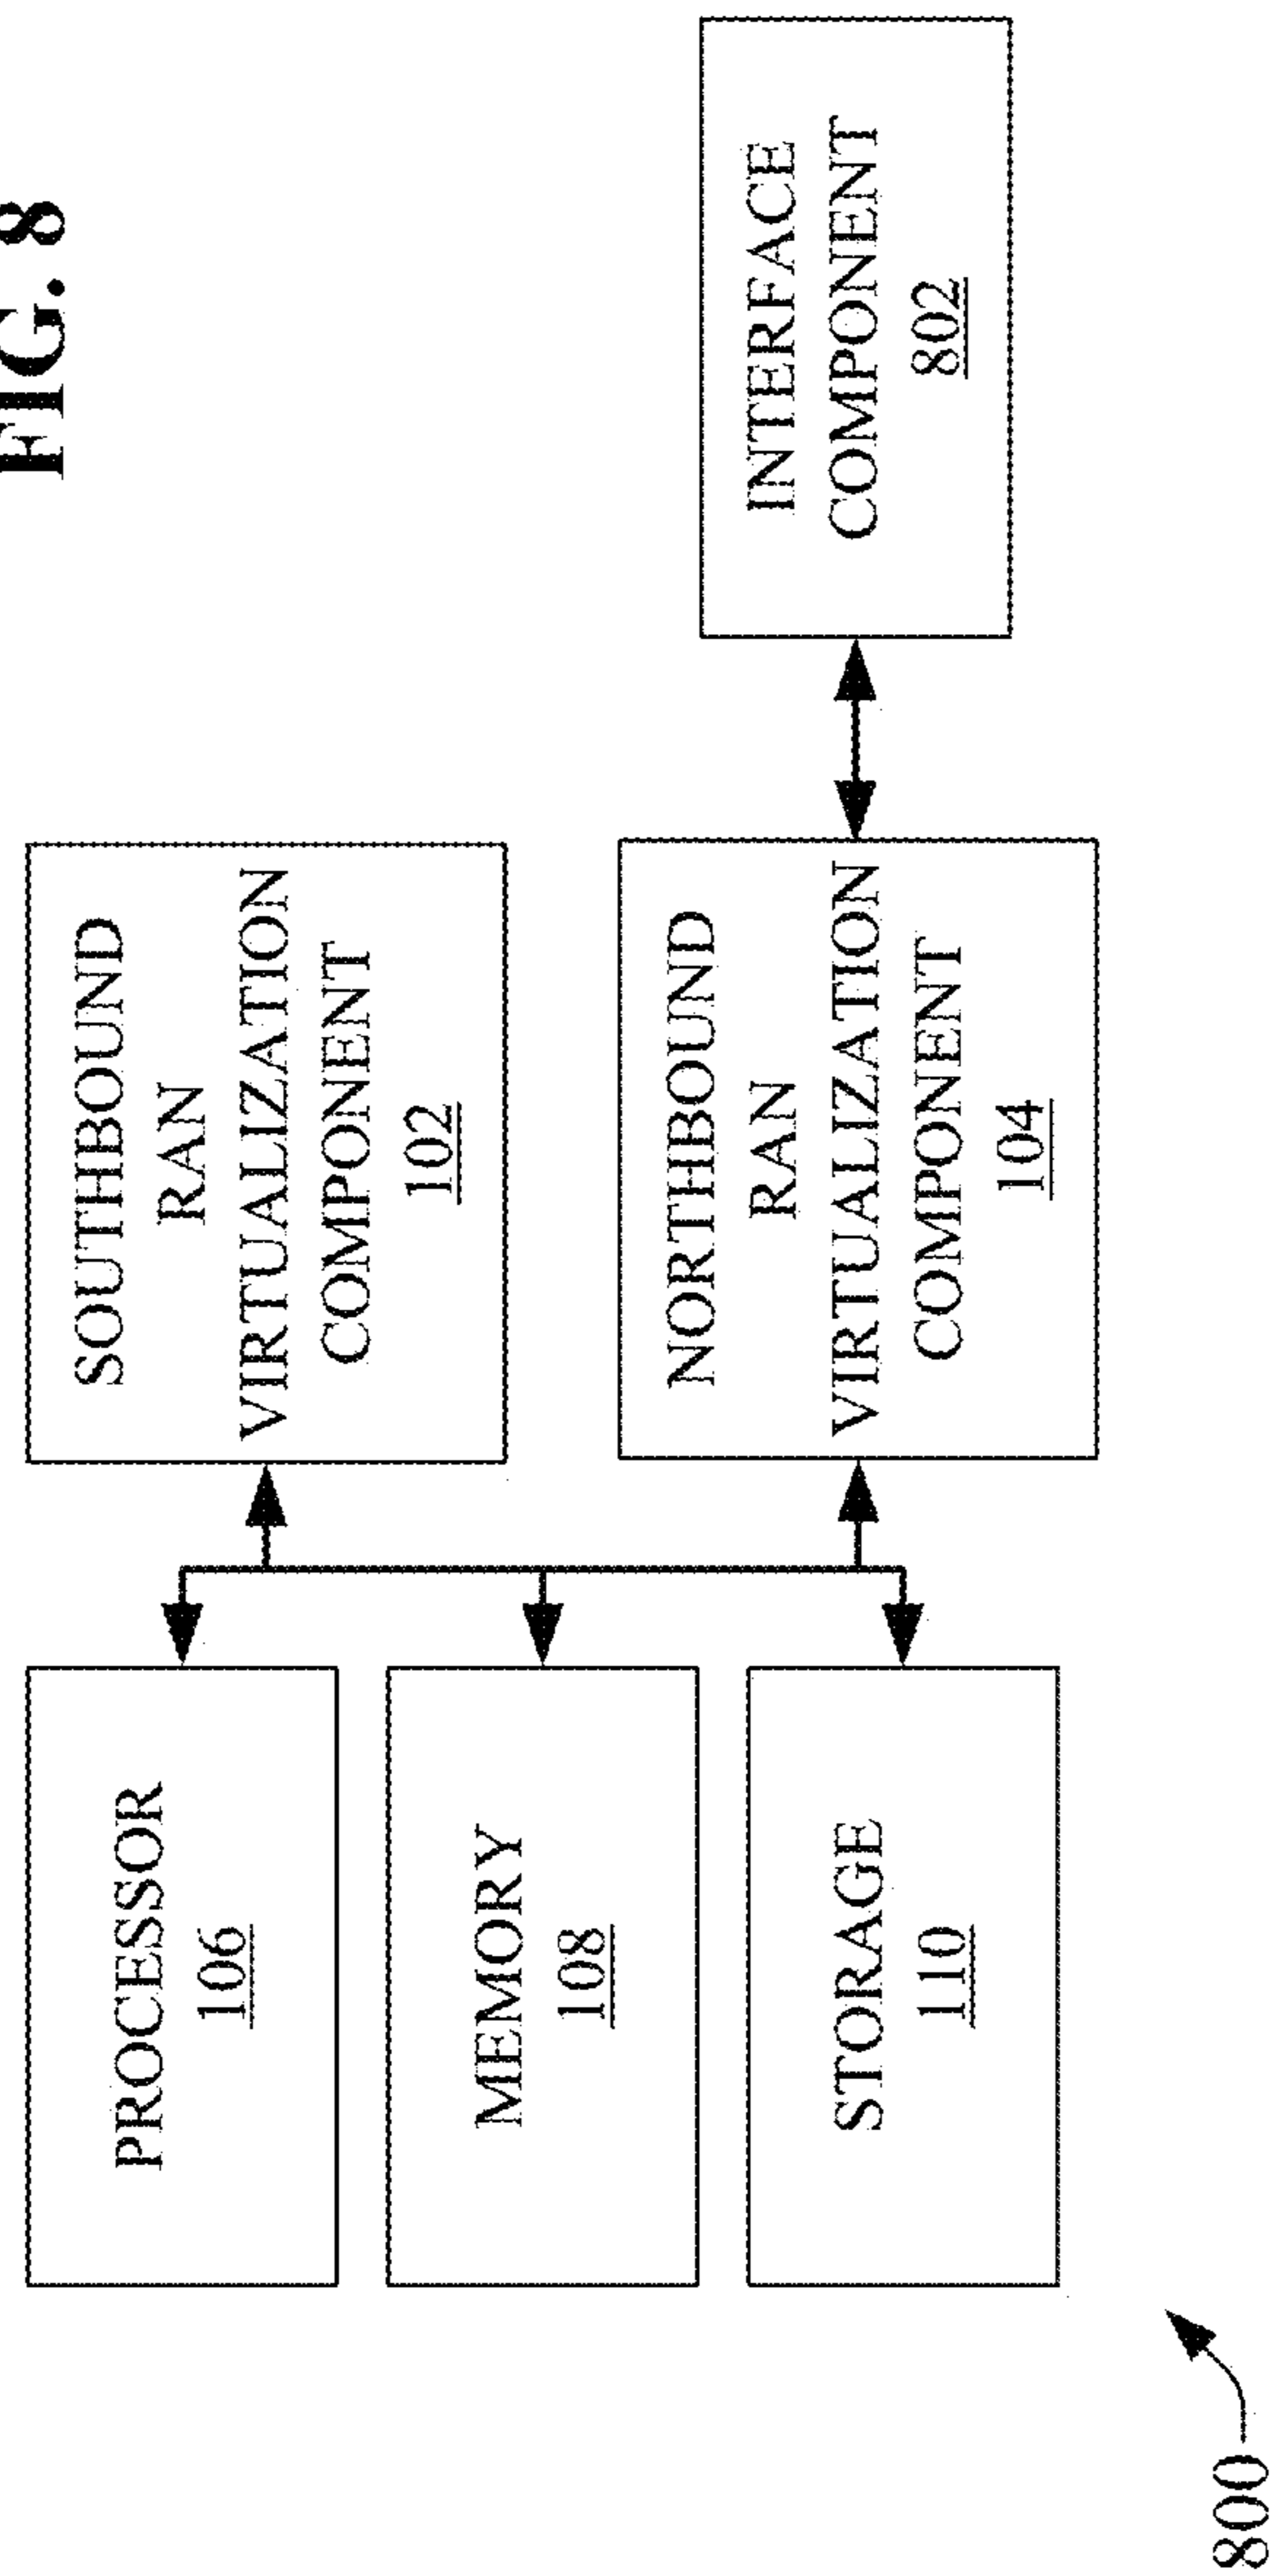 FIG. 8
PROCESSOR
106
MEMORY
108
STORAGE
110
SOUTHBOUND
RAN
VIRTUALIZATION
COMPONENT
102
NORTHBOUND
RAN
VIRTUALIZATION
COMPONENT
104
INTERFACE
COMPONENT
802
800